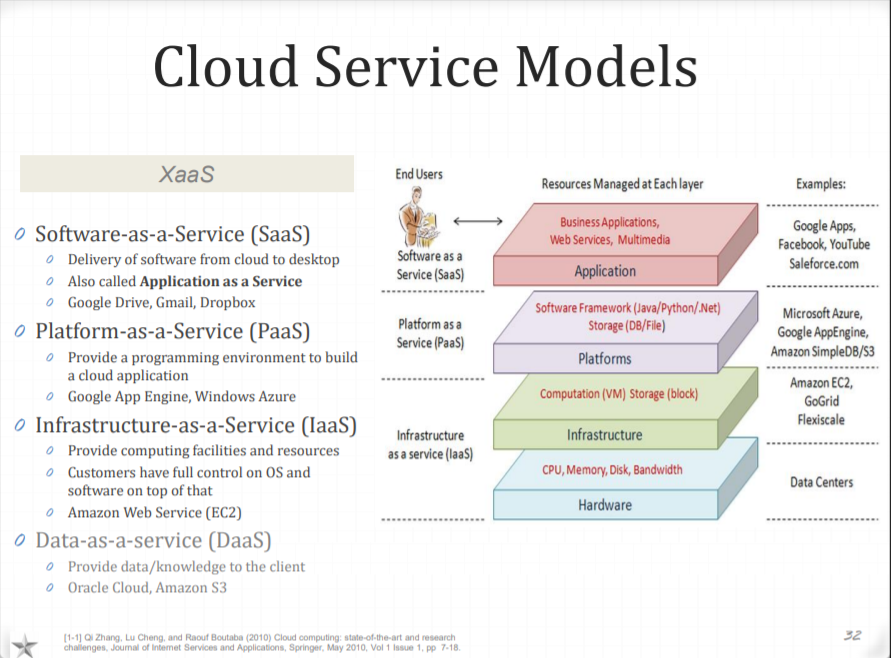 Cloud Service Models
XaaS
Software-as-a-Service (SaaS)
Delivery of software from cloud to desktop
Also called Application as a Service
Google Drive, Gmail, Dropbox
Platform-as-a-Service (PaaS)
Provide a programming environment to build
a cloud application
Google App Engine, Windows Azure
Infrastructure-as-a-Service (IaaS)
Provide computing facilities and resources
Customers have full control on OS and
software on top of that
Amazon Web Service (EC2)
Data-as-a-service (DaaS)
Provide data/knowledge to the client
Oracle Cloud, Amazon S3
End Users
Resources Managed at Each layer
Examples:
Software as a
Service (SaaS)
Business Applications,
Web Services, Multimedia
Application
Google Apps,
Facebook, YouTube
Saleforce.com
Platform as a
Service (PaaS)
Software Framework (Java/Python/.Net)
Storage (DB/File)
Platforms
Microsoft Azure,
Google AppEngine,
Amazon SimpleDB/S3
Infrastructure
as a service (IaaS)
Computation (VM) Storage (block)
Infrastructure
Amazon EC2,
GoGrid
Flexiscale
CPU, Memory, Disk, Bandwidth
Hardware
Data Centers
[1-1] Qi Zhang, Lu Cheng, and Raouf Boutaba (2010) Cloud computing: state-of-the-art and research
challenges, Journal of Internet Services and Applications, Springer, May 2010, Vol 1 Issue 1, pp 7-18.
32